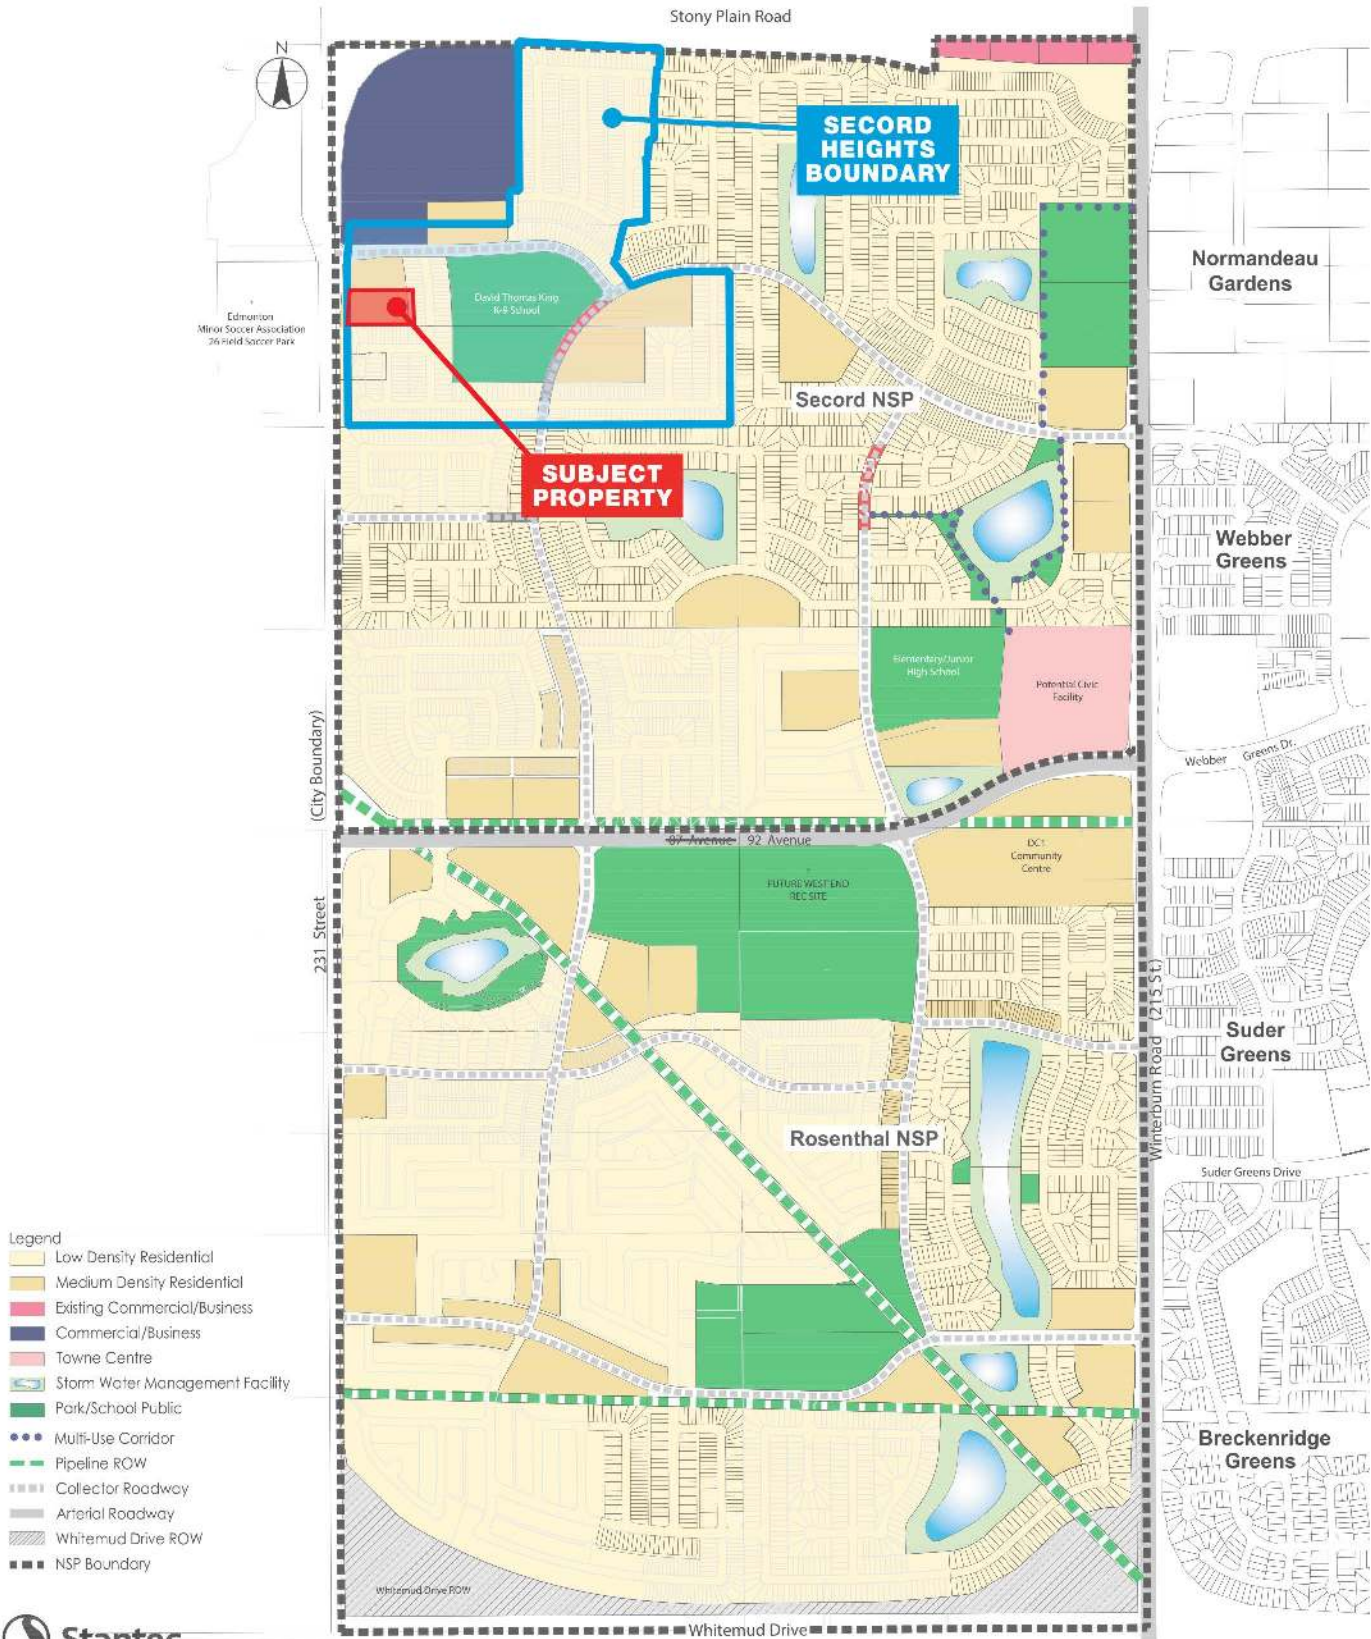 Stony Plain Road
N
SECORD
HEIGHTS
BOUNDARY
Normandeau
Gardens
Edmonton
Minor Soccer Association
26 Field Soccer Park
David Thomas King
K-9 School
Second NSP
SUBJECT
PROPERTY
Webber
Greens
Elementary/Junior
High School
Potential Civic
Facility
(City Boundary)
Webber Greens Dr.
87 Avenue 92 Avenue
DC1
Community
Centre
FUTURE WEST END
REC SITE
231 Street
Winterburn Road (215 St.)
Suder
Greens
Rosenthal NSP
Suder Greens Drive
Legend
Low Density Residential
Medium Density Residential
Existing Commercial/Business
Commercial/Business
Towne Centre
Storm Water Management Facility
Park/School Public
Multi-Use Corridor
Pipeline ROW
Collector Roadway
Arterial Roadway
Whitemud Drive ROW
NSP Boundary
Breckenridge
Greens
Whitemud Drive ROW
Stantec
Whitemud Drive